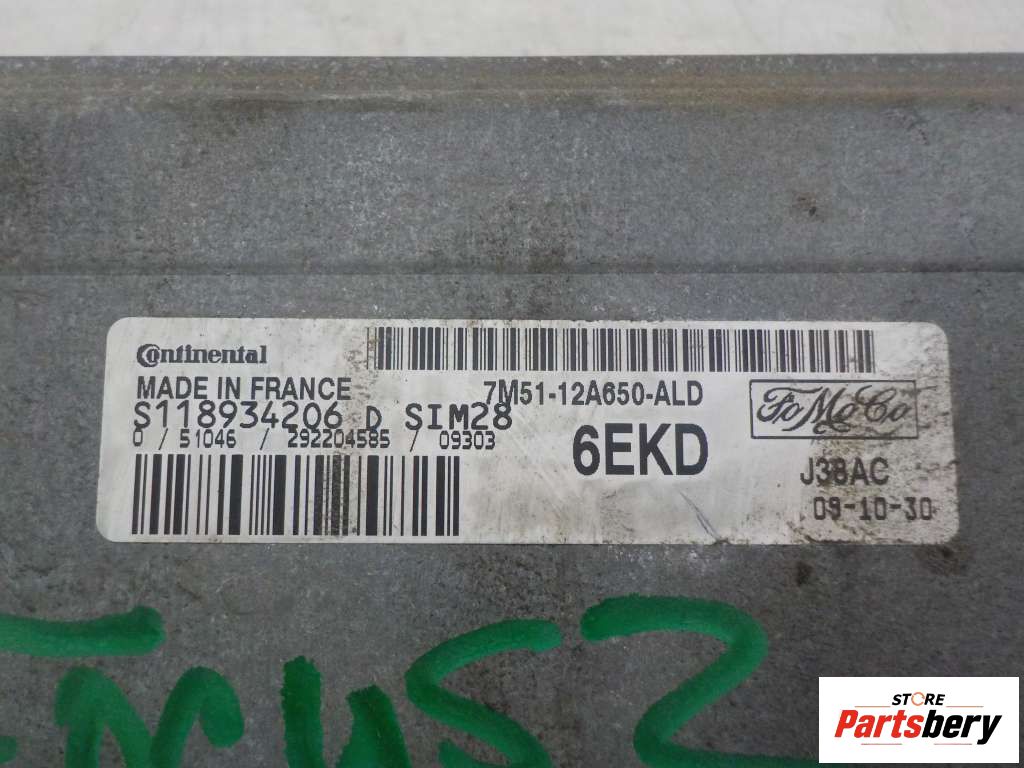 Continental
MADE IN FRANCE
7M51-12A650-ALD
FoMoCo
S118934206 D SIM28
0 / 51046 / 292204585 / 09303
6EKD
J38AC
09-10-30
STORE
Partsbery